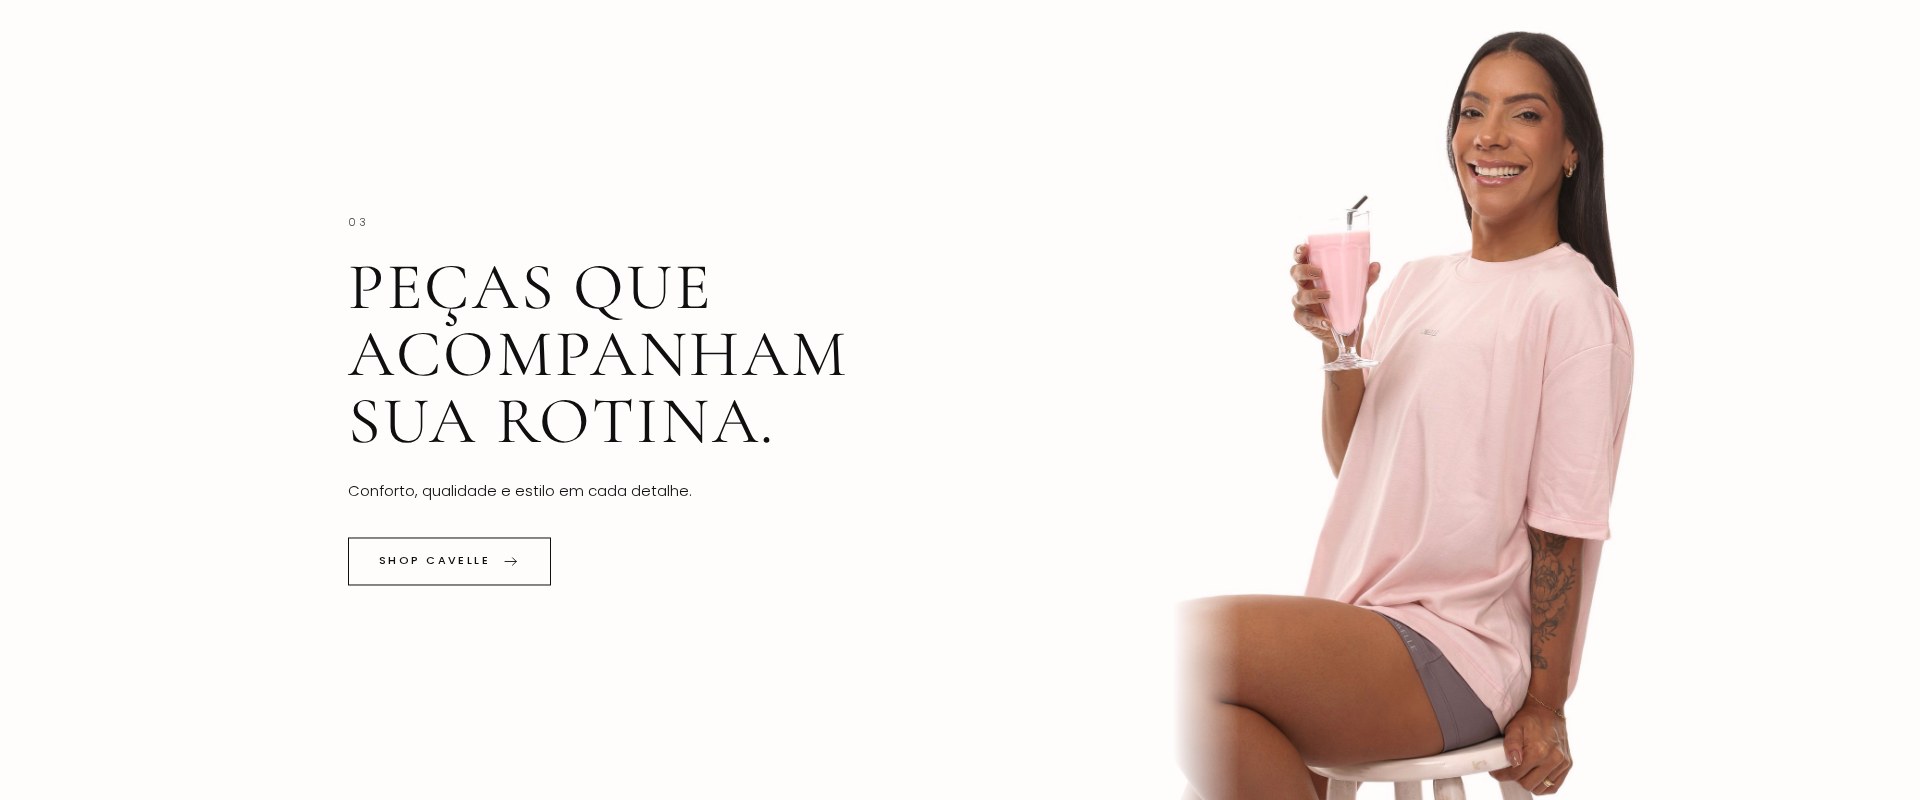 03
PEÇAS QUE
ACOMPANHAM
SUA ROTINA.
Conforto, qualidade e estilo em cada detalhe.
SHOP CAVELLE →